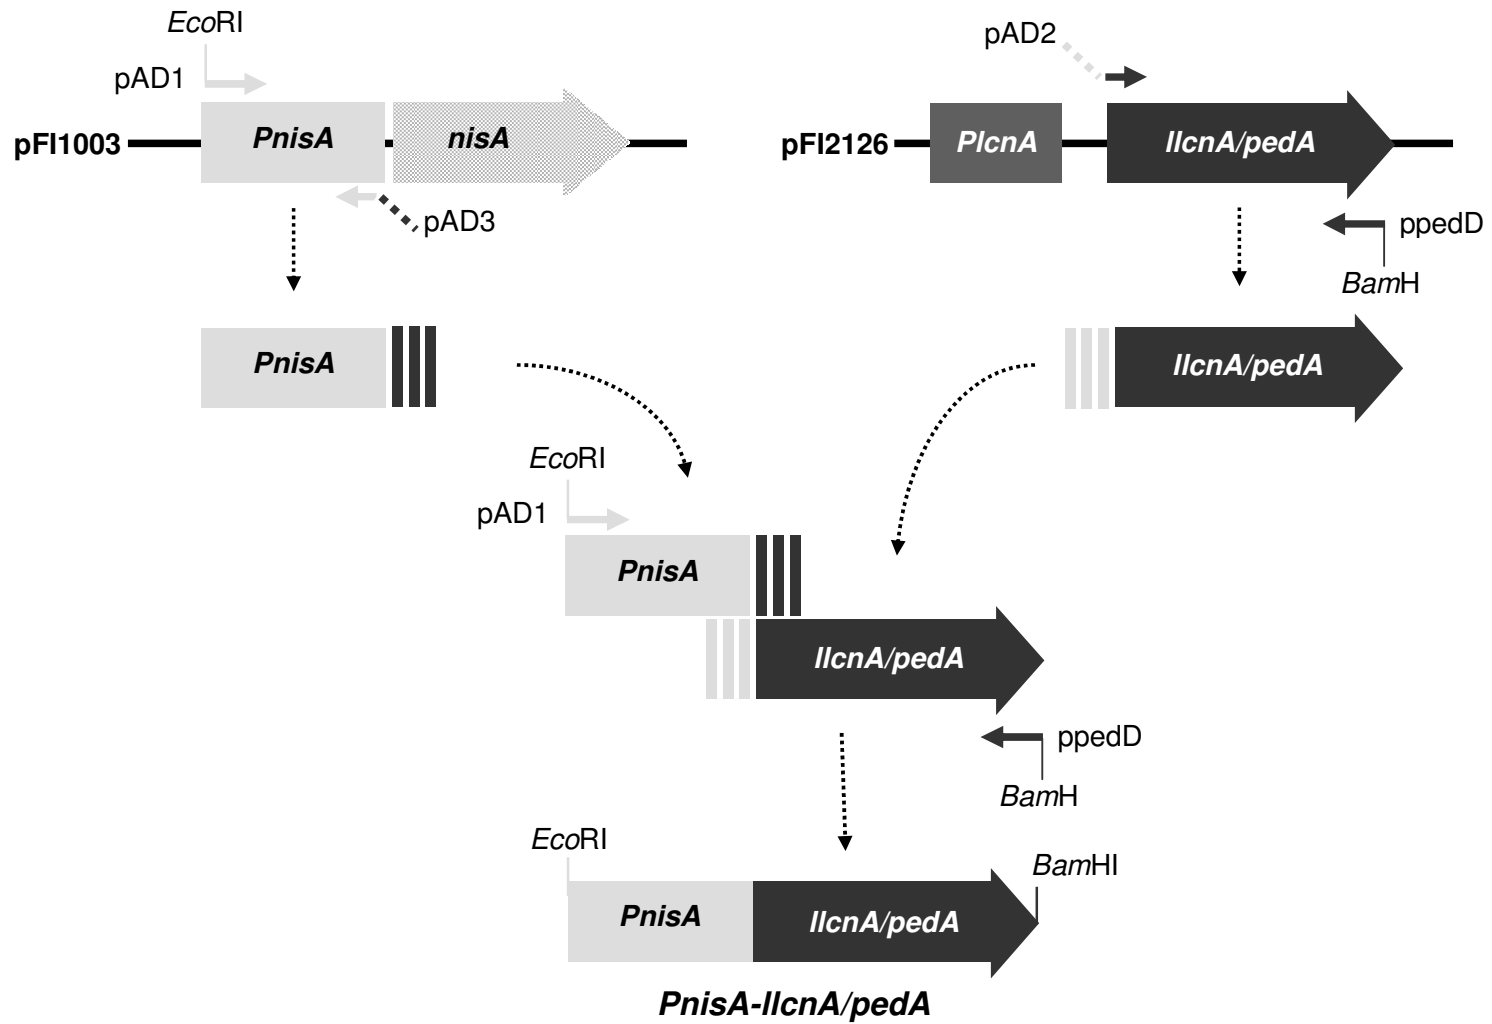 EcoRI
pAD1
pFI1003
PnisA
nisA
pAD3
pAD2
pFI2126
PlcnA
llcnA/pedA
ppedD
BamH
PnisA
llcnA/pedA
EcoRI
pAD1
PnisA
llcnA/pedA
ppedD
BamH
EcoRI
BamHI
PnisA
llcnA/pedA
PnisA-llcnA/pedA